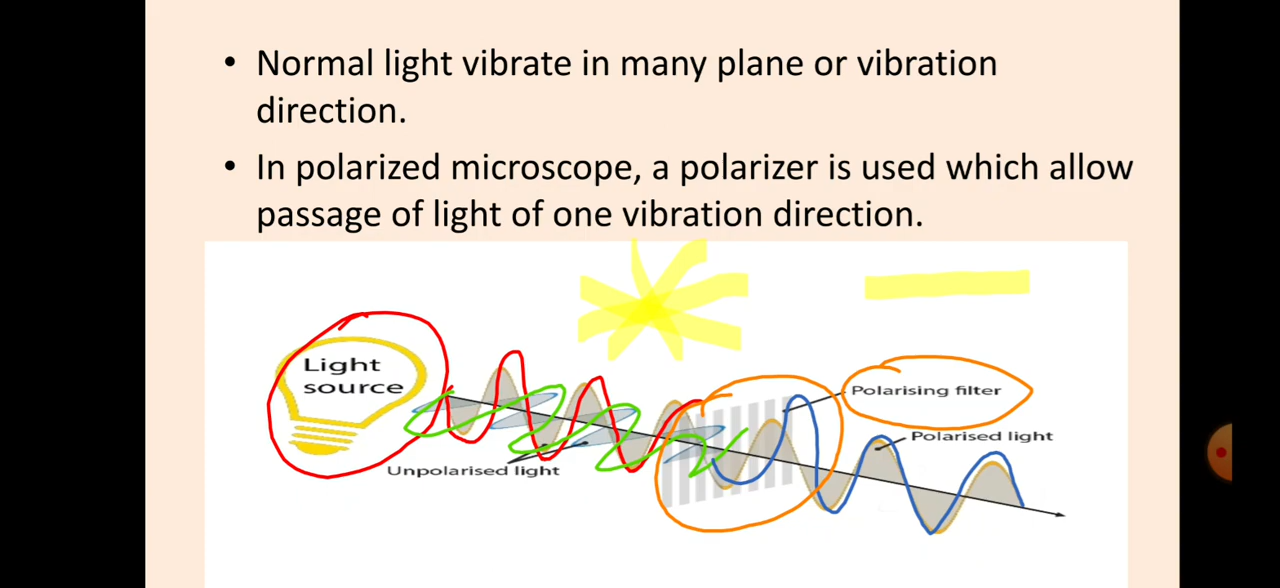 • Normal light vibrate in many plane or vibration
direction.
• In polarized microscope, a polarizer is used which allow
passage of light of one vibration direction.
Light
source
Polarising filter
Polarised light
Unpolarised light